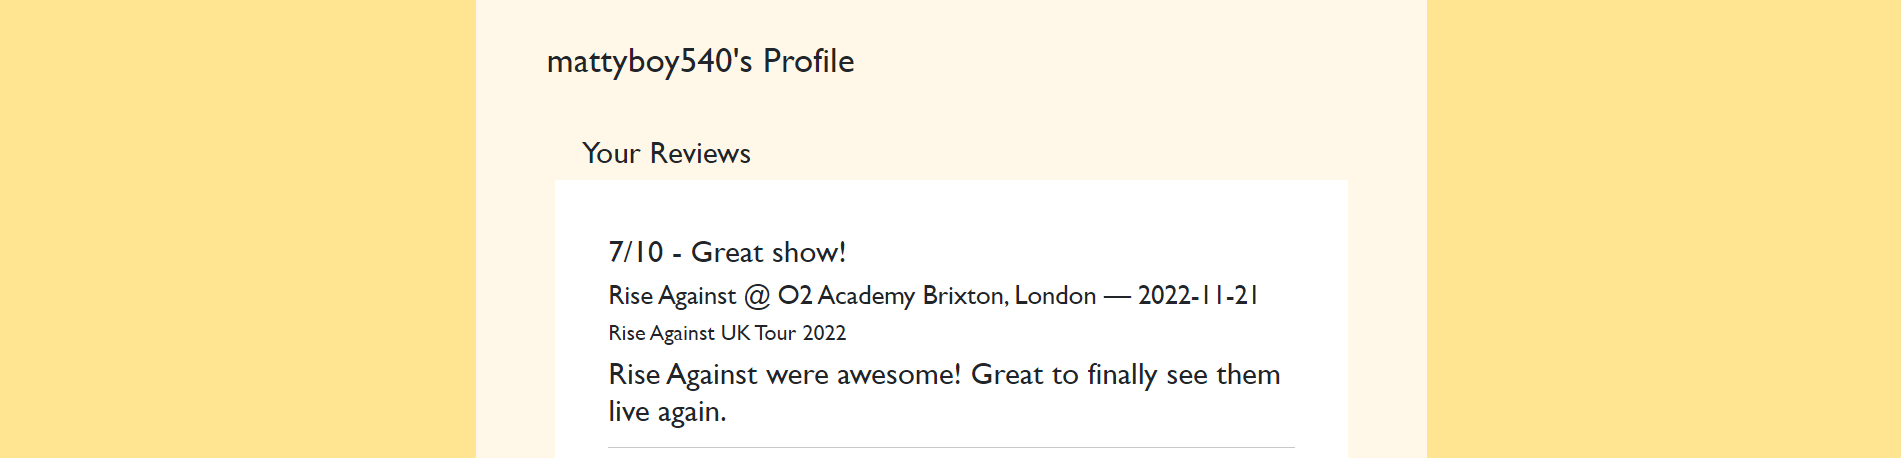 mattyboy540's Profile
Your Reviews
7/10 - Great show!
Rise Against @ O2 Academy Brixton, London — 2022-11-21
Rise Against UK Tour 2022
Rise Against were awesome! Great to finally see them
live again.